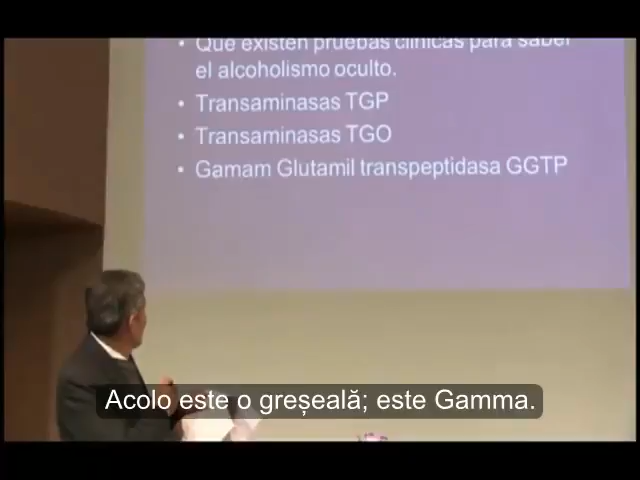 • Que existen pruebas clínicas para saber
el alcoholismo oculto.
• Transaminasas TGP
• Transaminasas TGO
• Gamam Glutamil transpeptidasa GGTP
Acolo este o greșeală; este Gamma.